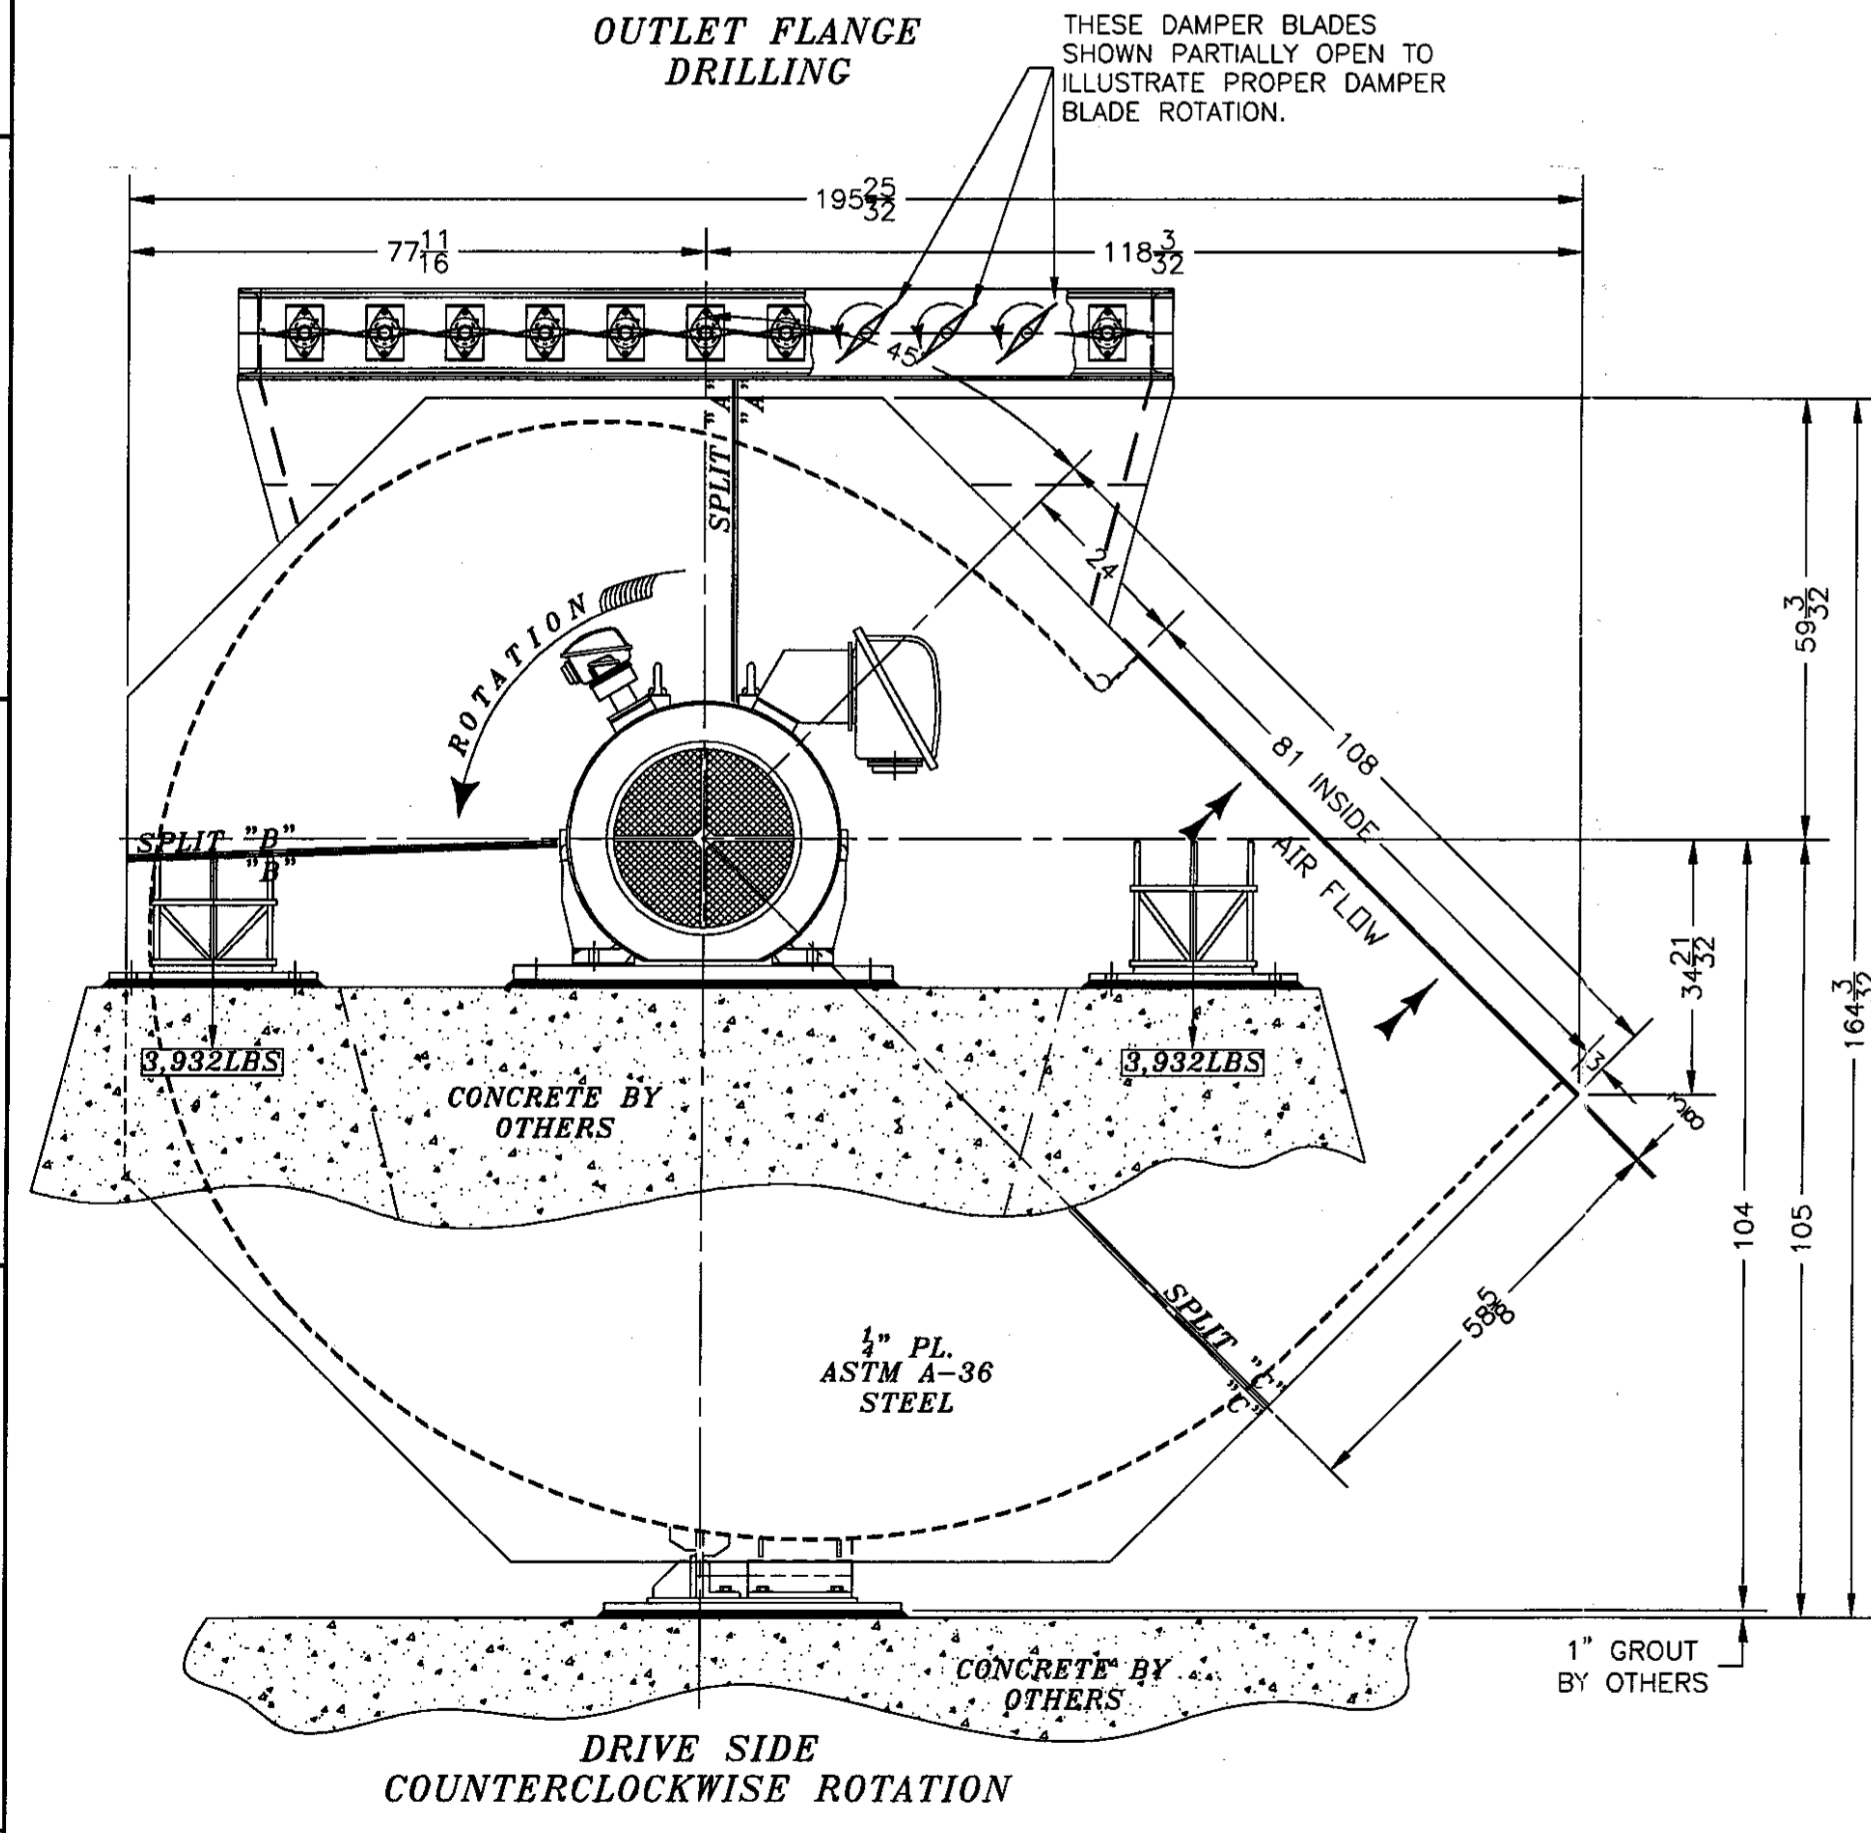 OUTLET FLANGE
DRILLING
THESE DAMPER BLADES
SHOWN PARTIALLY OPEN TO
ILLUSTRATE PROPER DAMPER
BLADE ROTATION.
195 25/32
77 11/16
118 3/32
45
SPLIT "A"
"A"
24
59 3/32
ROTATION
108
81 INSIDE
SPLIT "B"
"B"
AIR FLOW
34 21/32
164 3/32
3,932LBS
3,932LBS
3
3/8
CONCRETE BY
OTHERS
104
105
58 5/8
SPLIT "C"
"C"
1/4" PL.
ASTM A-36
STEEL
1" GROUT
BY OTHERS
CONCRETE BY
OTHERS
DRIVE SIDE
COUNTERCLOCKWISE ROTATION